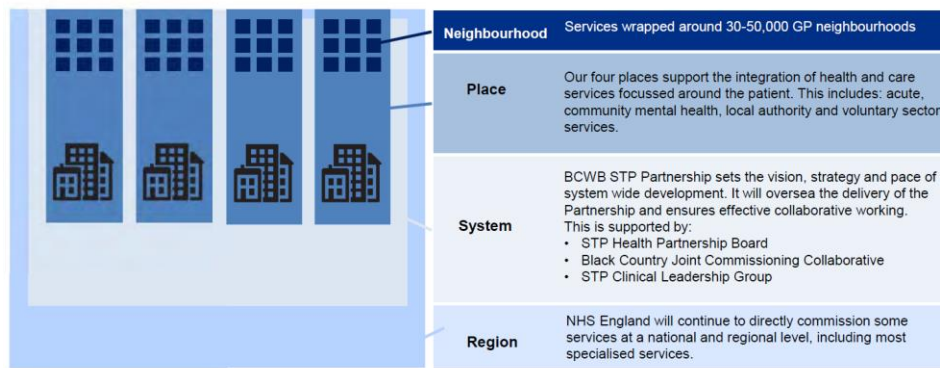 Neighbourhood
Services wrapped around 30-50,000 GP neighbourhoods
Place
Our four places support the integration of health and care
services focussed around the patient. This includes: acute,
community mental health, local authority and voluntary sector
services.
System
BCWB STP Partnership sets the vision, strategy and pace of
system wide development. It will oversea the delivery of the
Partnership and ensures effective collaborative working.
This is supported by:
• STP Health Partnership Board
• Black Country Joint Commissioning Collaborative
• STP Clinical Leadership Group
Region
NHS England will continue to directly commission some
services at a national and regional level, including most
specialised services.